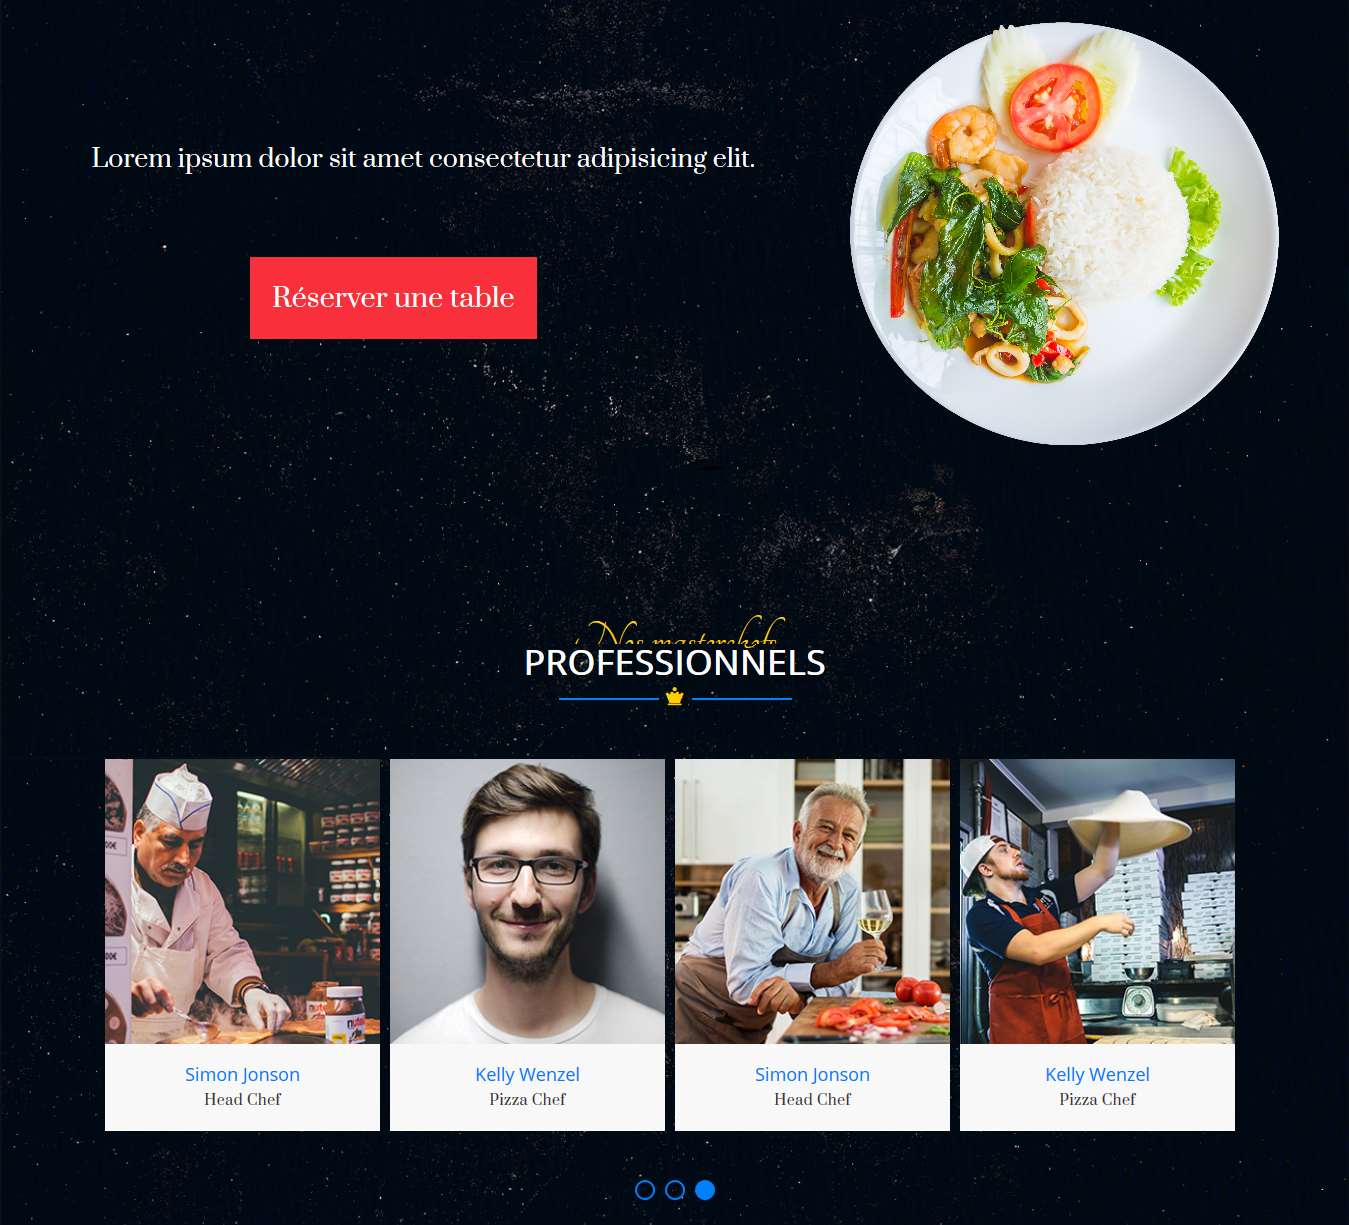 Lorem ipsum dolor sit amet consectetur adipisicing elit.
Réserver une table
Nos masterchefs
PROFESSIONNELS
nutella
Simon Jonson
Kelly Wenzel
Simon Jonson
Kelly Wenzel
Head Chef
Pizza Chef
Head Chef
Pizza Chef